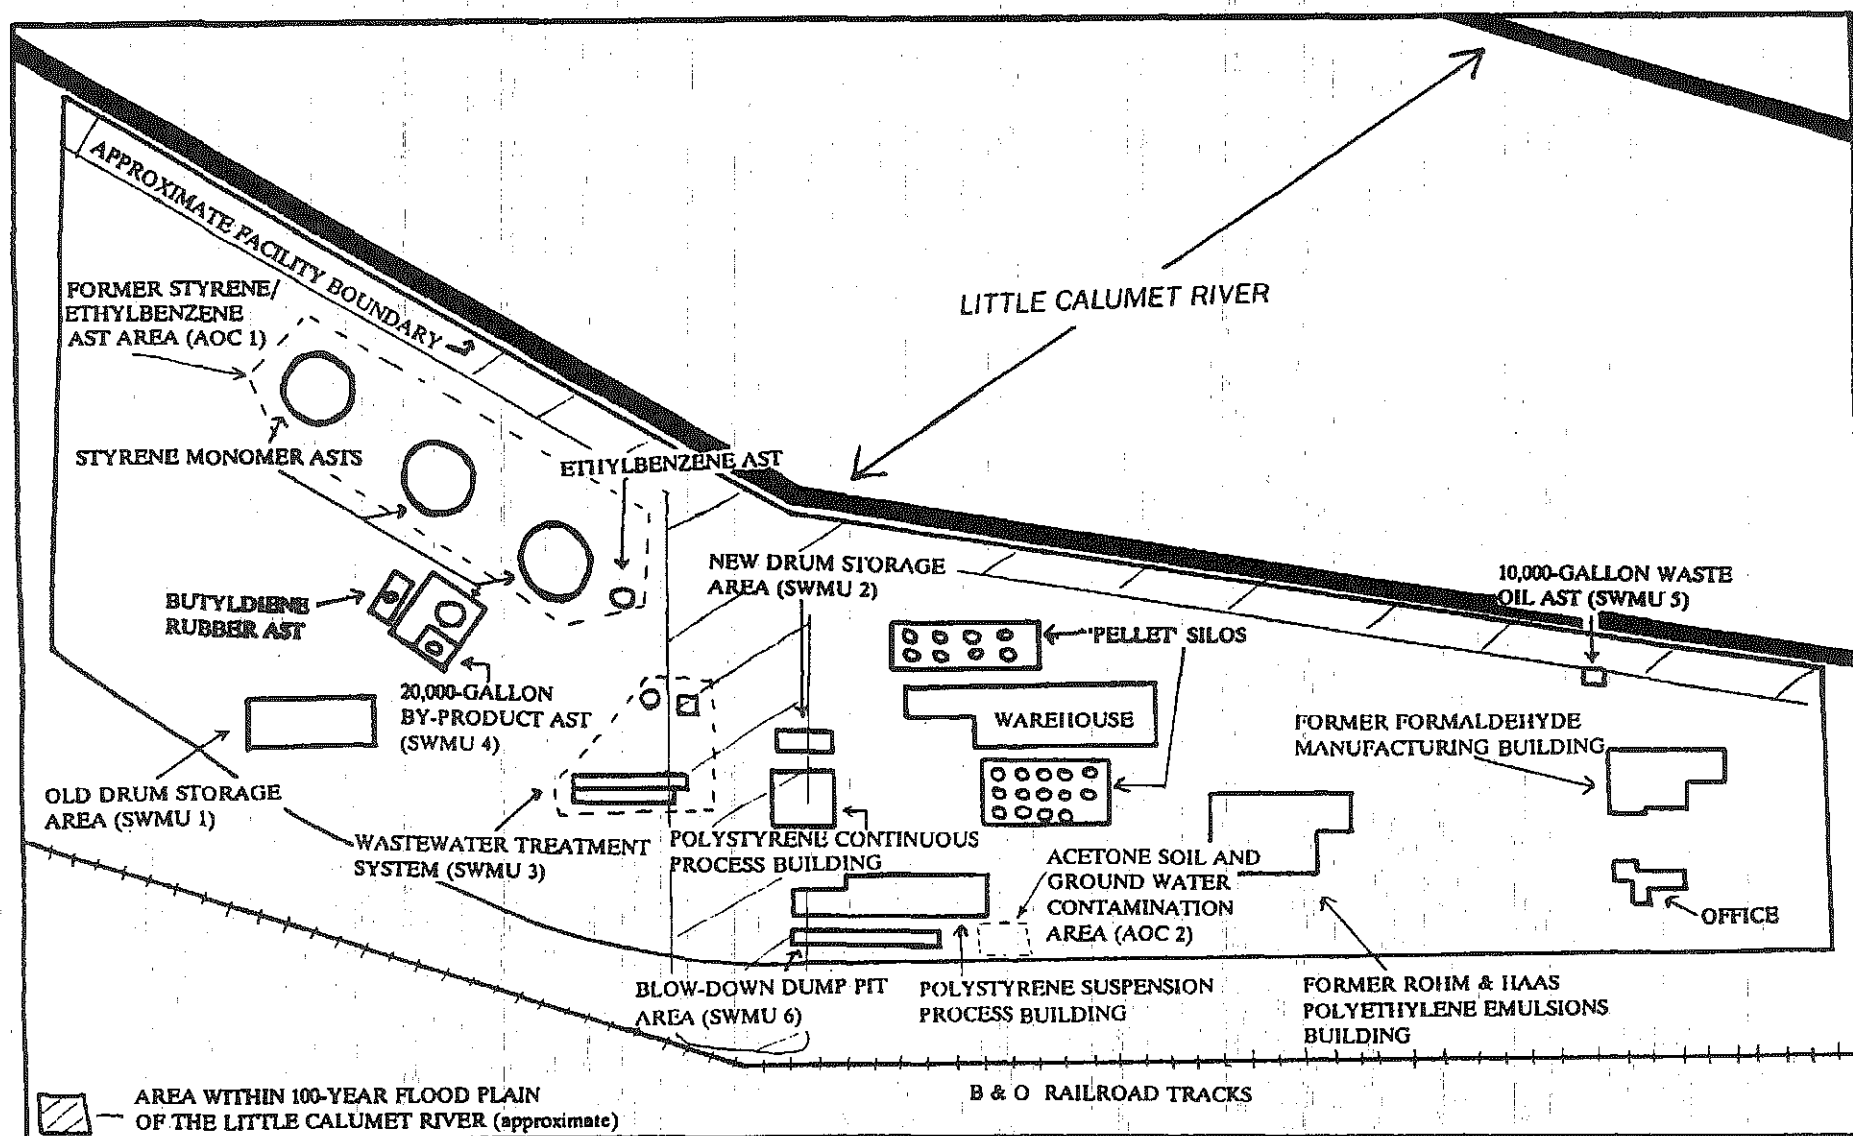 APPROXIMATE FACILITY BOUNDARY
FORMER STYRENE/
ETHYLBENZENE
AST AREA (AOC 1)
LITTLE CALUMET RIVER
STYRENE MONOMER ASTS
ETHYLBENZENE AST
NEW DRUM STORAGE
AREA (SWMU 2)
10,000-GALLON WASTE
OIL AST (SWMU 5)
BUTYLDIENE
RUBBER AST
'PELLET' SILOS
20,000-GALLON
BY-PRODUCT AST
(SWMU 4)
WAREHOUSE
FORMER FORMALDEHYDE
MANUFACTURING BUILDING
OLD DRUM STORAGE
AREA (SWMU 1)
WASTEWATER TREATMENT
SYSTEM (SWMU 3)
POLYSTYRENE CONTINUOUS
PROCESS BUILDING
ACETONE SOIL AND
GROUND WATER
CONTAMINATION
AREA (AOC 2)
OFFICE
BLOW-DOWN DUMP PIT
AREA (SWMU 6)
POLYSTYRENE SUSPENSION
PROCESS BUILDING
FORMER ROHM & HAAS
POLYETHYLENE EMULSIONS
BUILDING
AREA WITHIN 100-YEAR FLOOD PLAIN
OF THE LITTLE CALUMET RIVER (approximate)
B & O RAILROAD TRACKS